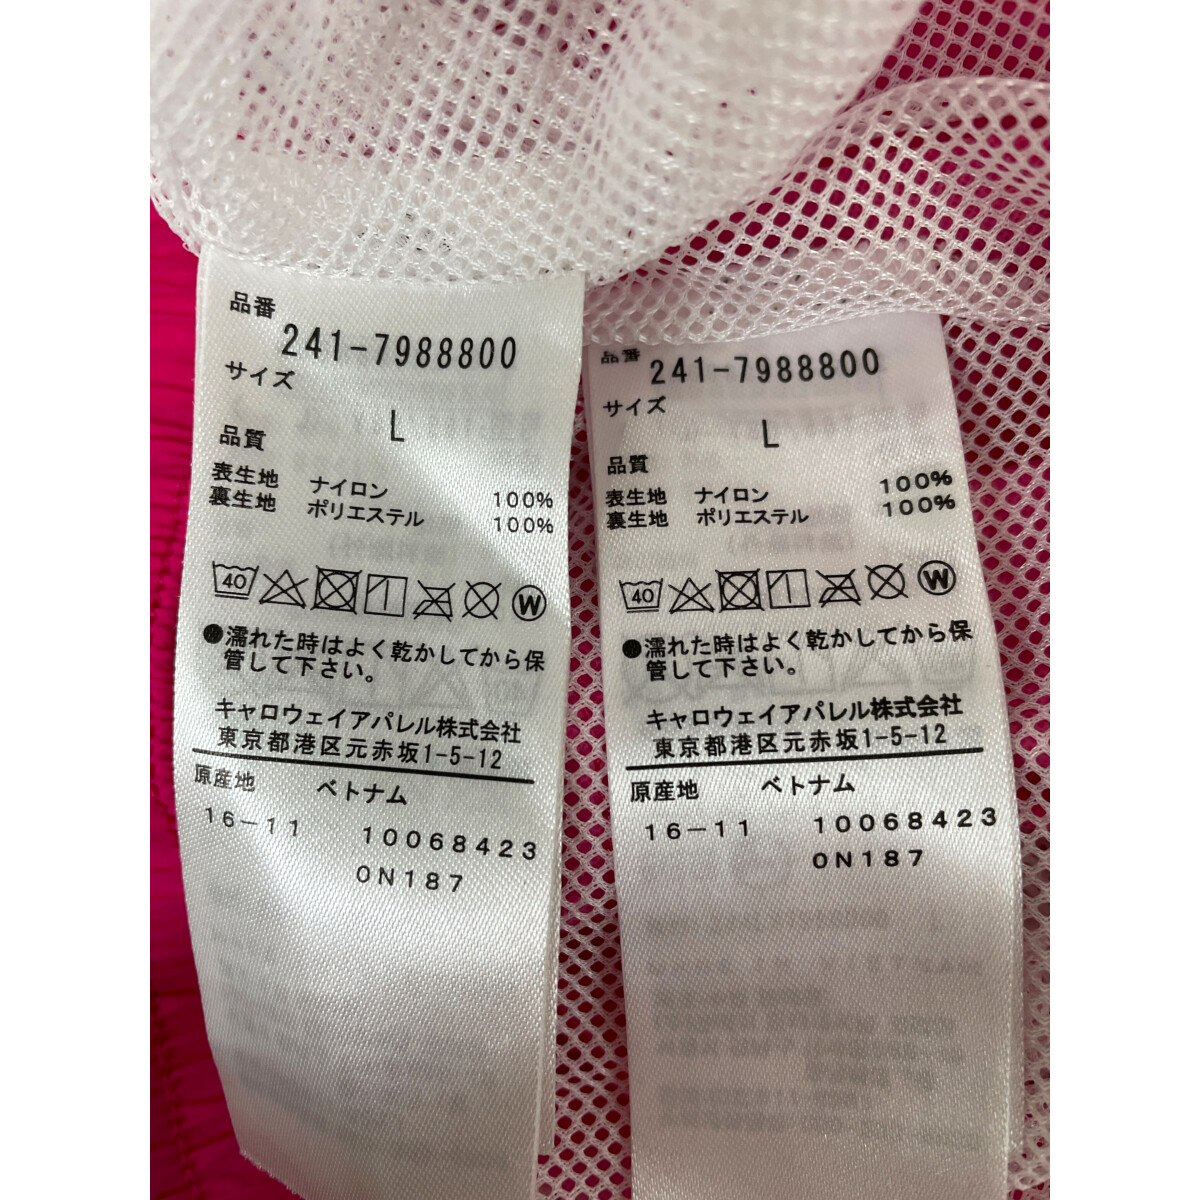 品番
241-7988800
サイズ
L
品質
表生地 ナイロン 100%
裏生地 ポリエステル 100%
40 W
●濡れた時はよく乾かしてから保
管して下さい。
キャロウェイアパレル株式会社
東京都港区元赤坂1-5-12
原産地 ベトナム
16-11 10068423
0N187
品番
241-7988800
サイズ
L
品質
表生地 ナイロン 100%
裏生地 ポリエステル 100%
40 W
●濡れた時はよく乾かしてから保
管して下さい。
キャロウェイアパレル株式会社
東京都港区元赤坂1-5-12
原産地 ベトナム
16-11 10068423
0N187